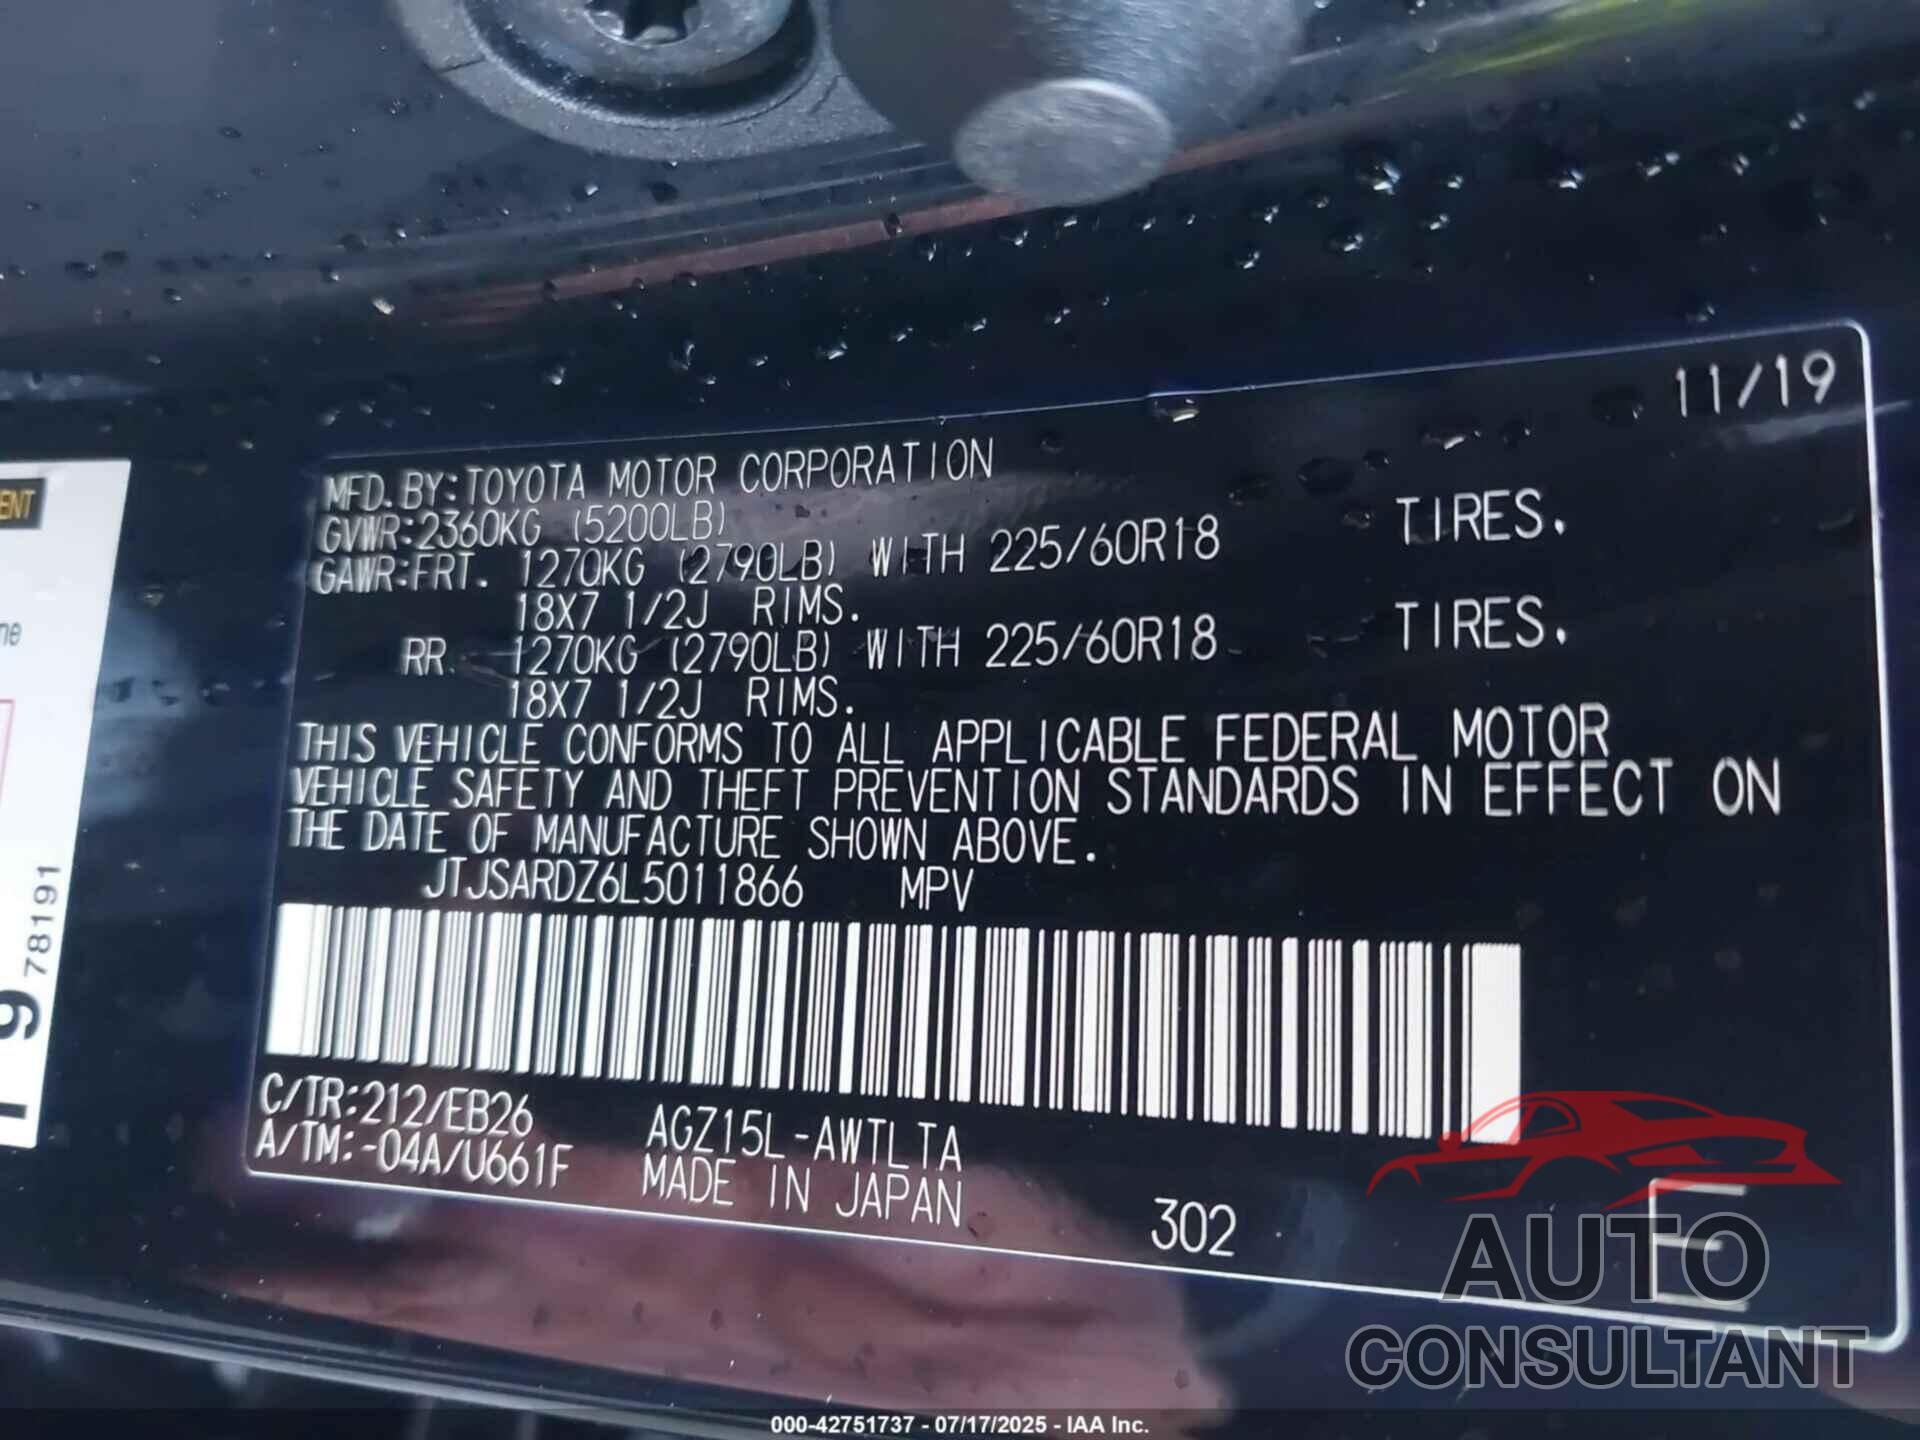 11/19
MFD.BY:TOYOTA MOTOR CORPORATION
GVWR:2360KG (5200LB)
GAWR:FRT. 1270KG (2790LB) WITH 225/60R18 TIRES.
18X7 1/2J RIMS.
RR. 1270KG (2790LB) WITH 225/60R18 TIRES.
18X7 1/2J RIMS.
THIS VEHICLE CONFORMS TO ALL APPLICABLE FEDERAL MOTOR
VEHICLE SAFETY AND THEFT PREVENTION STANDARDS IN EFFECT ON
THE DATE OF MANUFACTURE SHOWN ABOVE.
JTJSARDZ6L5011866 MPV
C/TR:212/EB26 AGZ15L-AWTLTA
A/TM:-04A/U661F MADE IN JAPAN
302
E
78191
AUTO
CONSULTANT
000-42751737 - 07/17/2025 - IAA Inc.